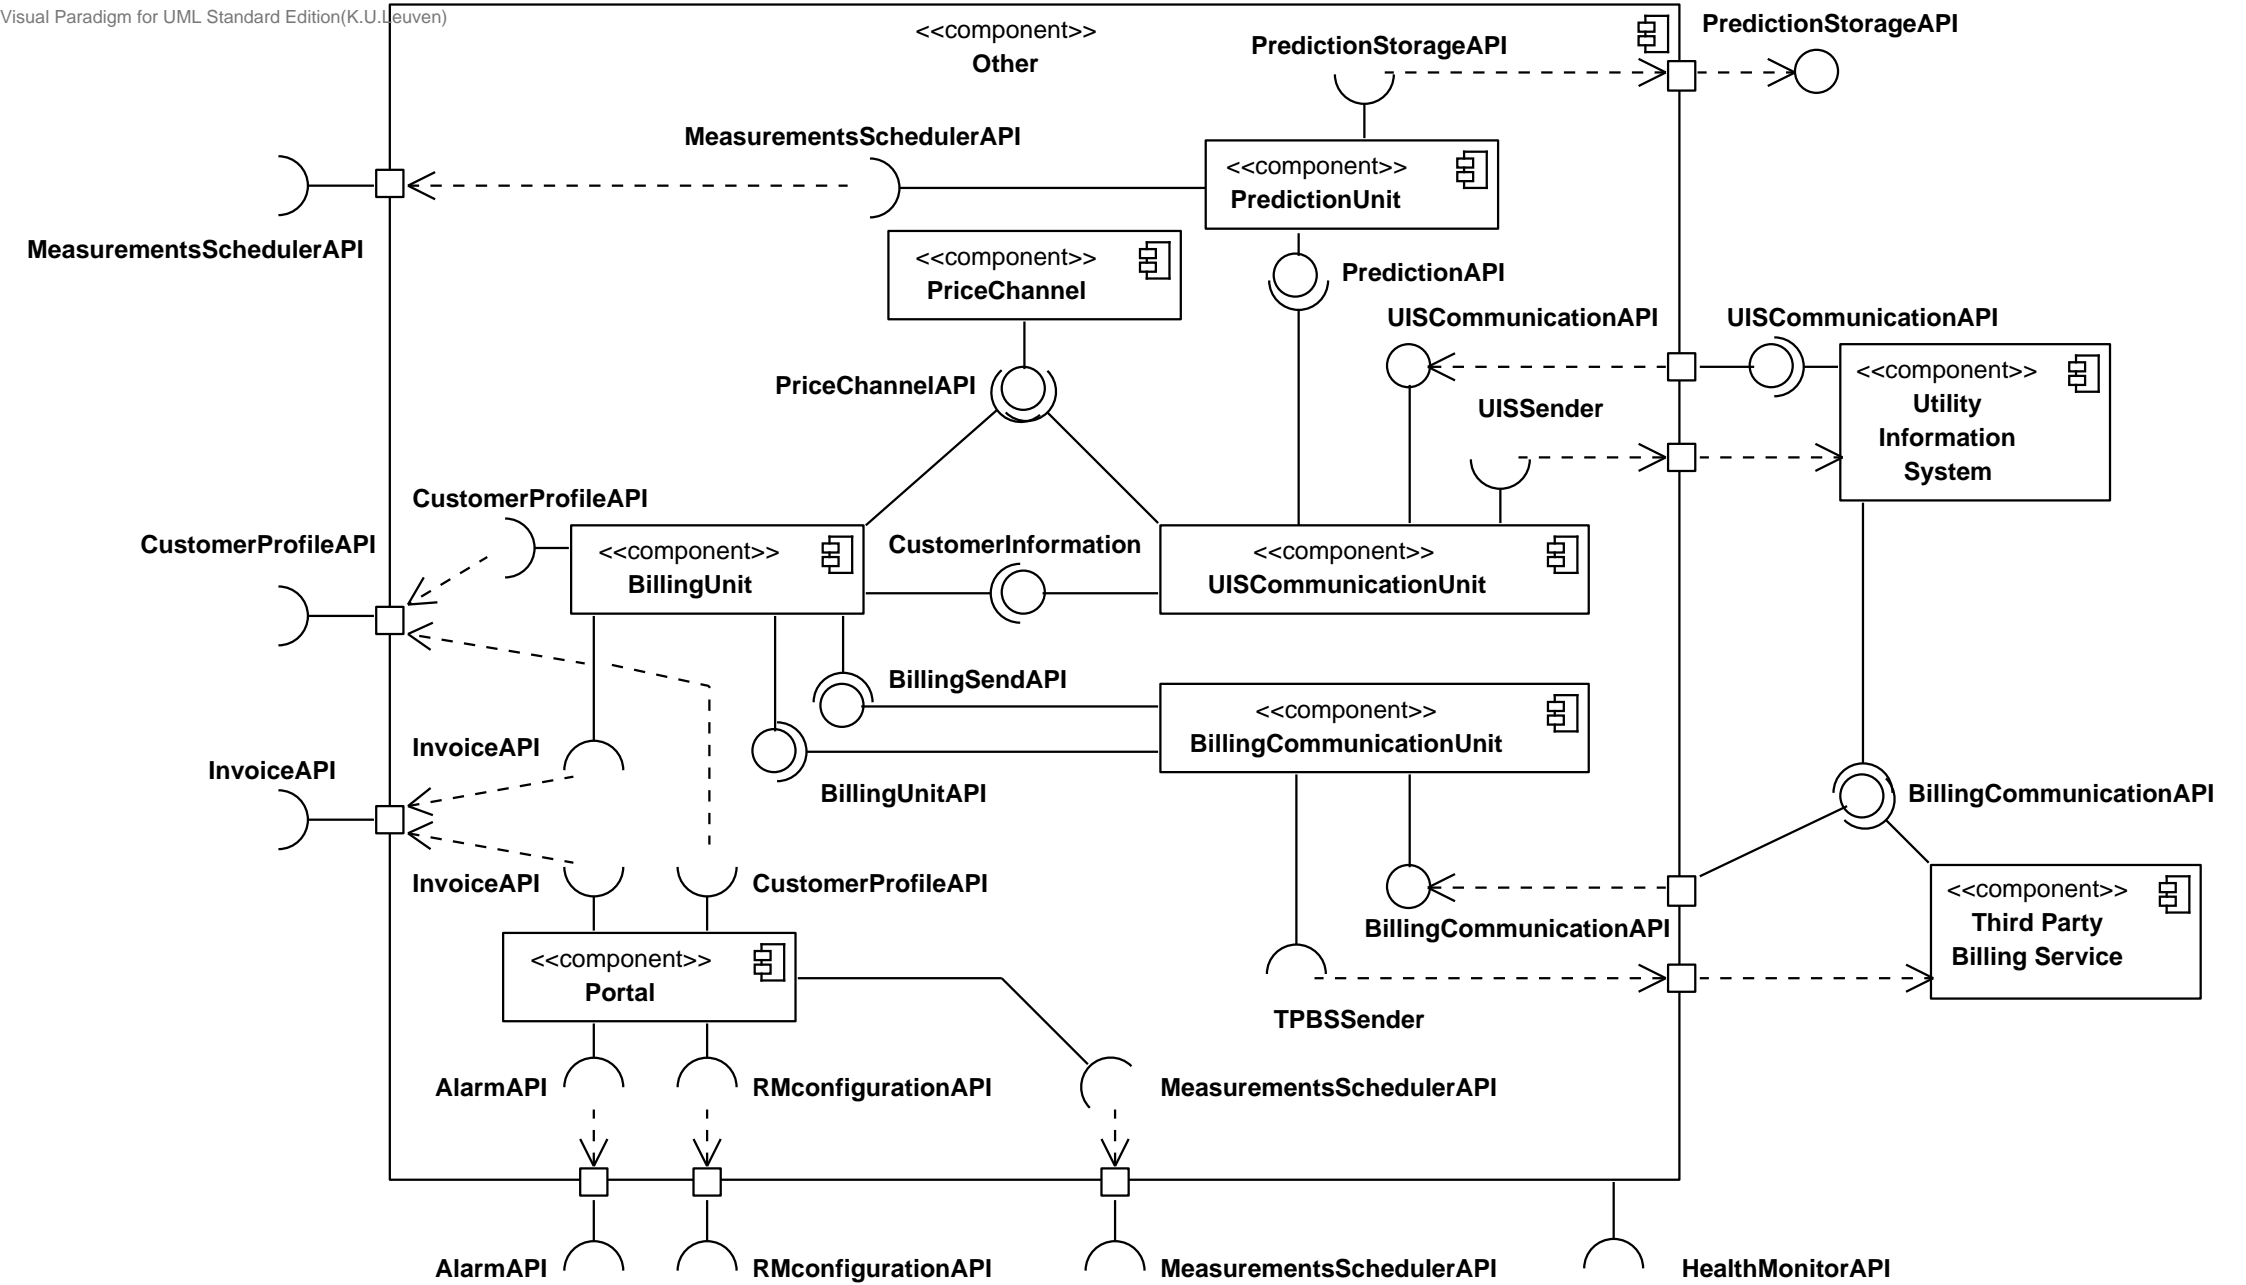 Visual Paradigm for UML Standard Edition(K.U.Leuven)
<<component>>
Other
PredictionStorageAPI
PredictionStorageAPI
MeasurementsSchedulerAPI
<<component>>
PredictionUnit
MeasurementsSchedulerAPI
<<component>>
PriceChannel
PredictionAPI
UISCommunicationAPI
UISCommunicationAPI
PriceChannelAPI
<<component>>
Utility
Information
System
UISSender
CustomerProfileAPI
CustomerProfileAPI
<<component>>
BillingUnit
CustomerInformation
<<component>>
UISCommunicationUnit
BillingSendAPI
<<component>>
BillingCommunicationUnit
InvoiceAPI
InvoiceAPI
BillingUnitAPI
BillingCommunicationAPI
InvoiceAPI
CustomerProfileAPI
BillingCommunicationAPI
<<component>>
Third Party
Billing Service
<<component>>
Portal
TPBSSender
AlarmAPI
RMconfigurationAPI
MeasurementsSchedulerAPI
AlarmAPI
RMconfigurationAPI
MeasurementsSchedulerAPI
HealthMonitorAPI